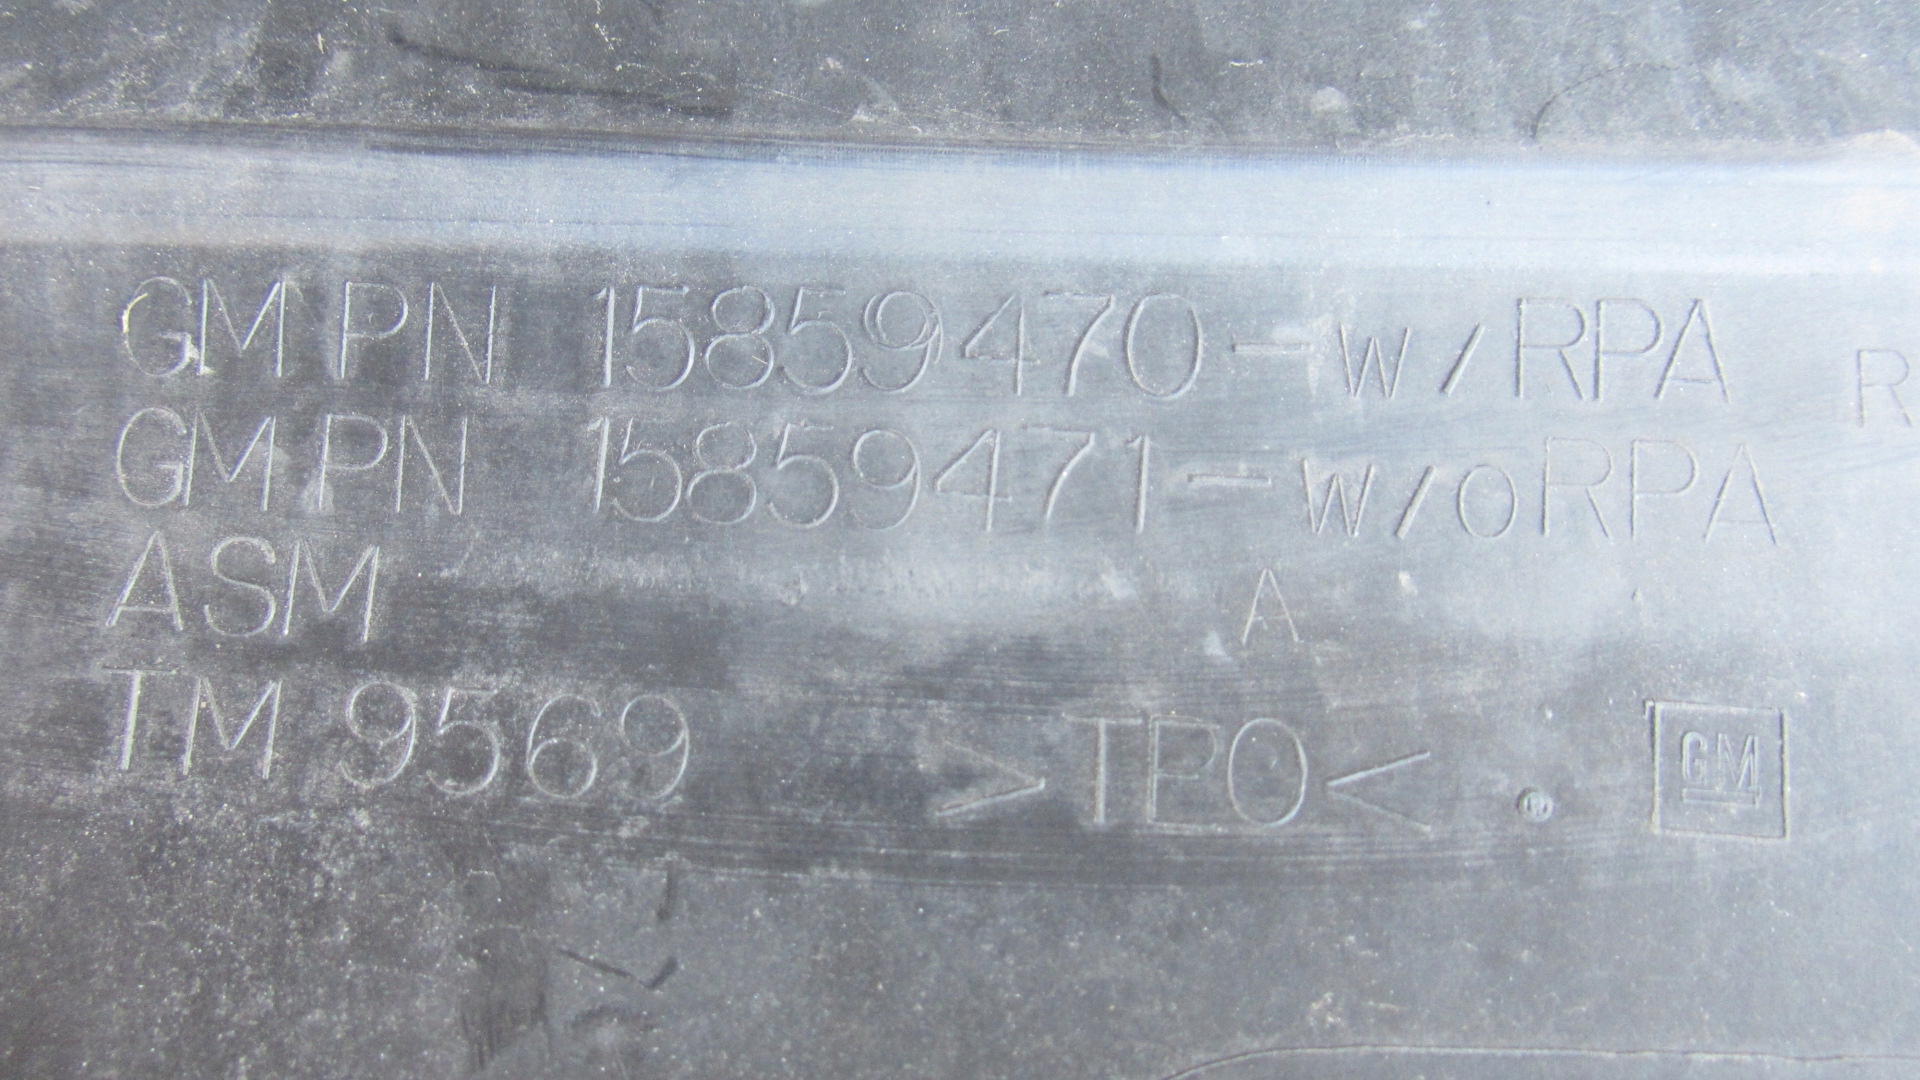 GM PN 15859470-W/RPA R
GM PN 15859471-W/oRPA
ASM A
TM 9569 >TPO< GM